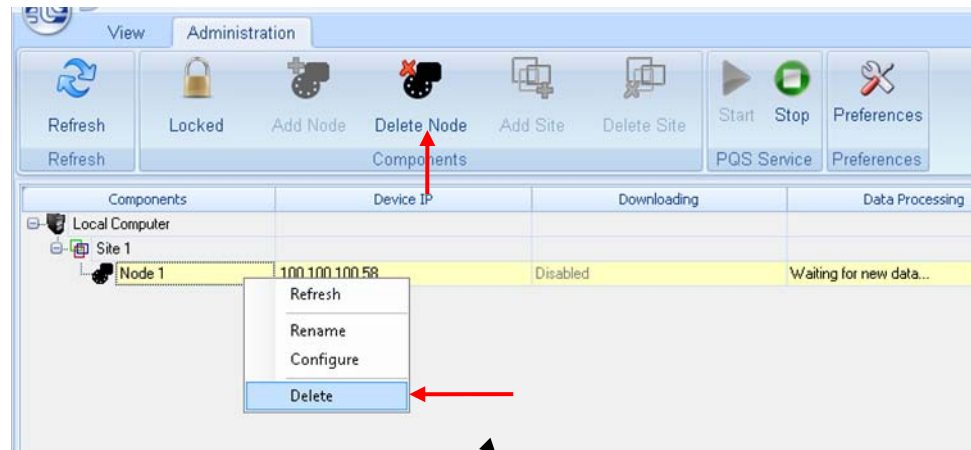 View Administration
Refresh Locked Add Node Delete Node Add Site Delete Site Start Stop Preferences
Refresh Components PQS Service Preferences
Components Device IP Downloading Data Processing
Local Computer
Site 1
Node 1 100.100.100.58 Disabled Waiting for new data...
Refresh
Rename
Configure
Delete